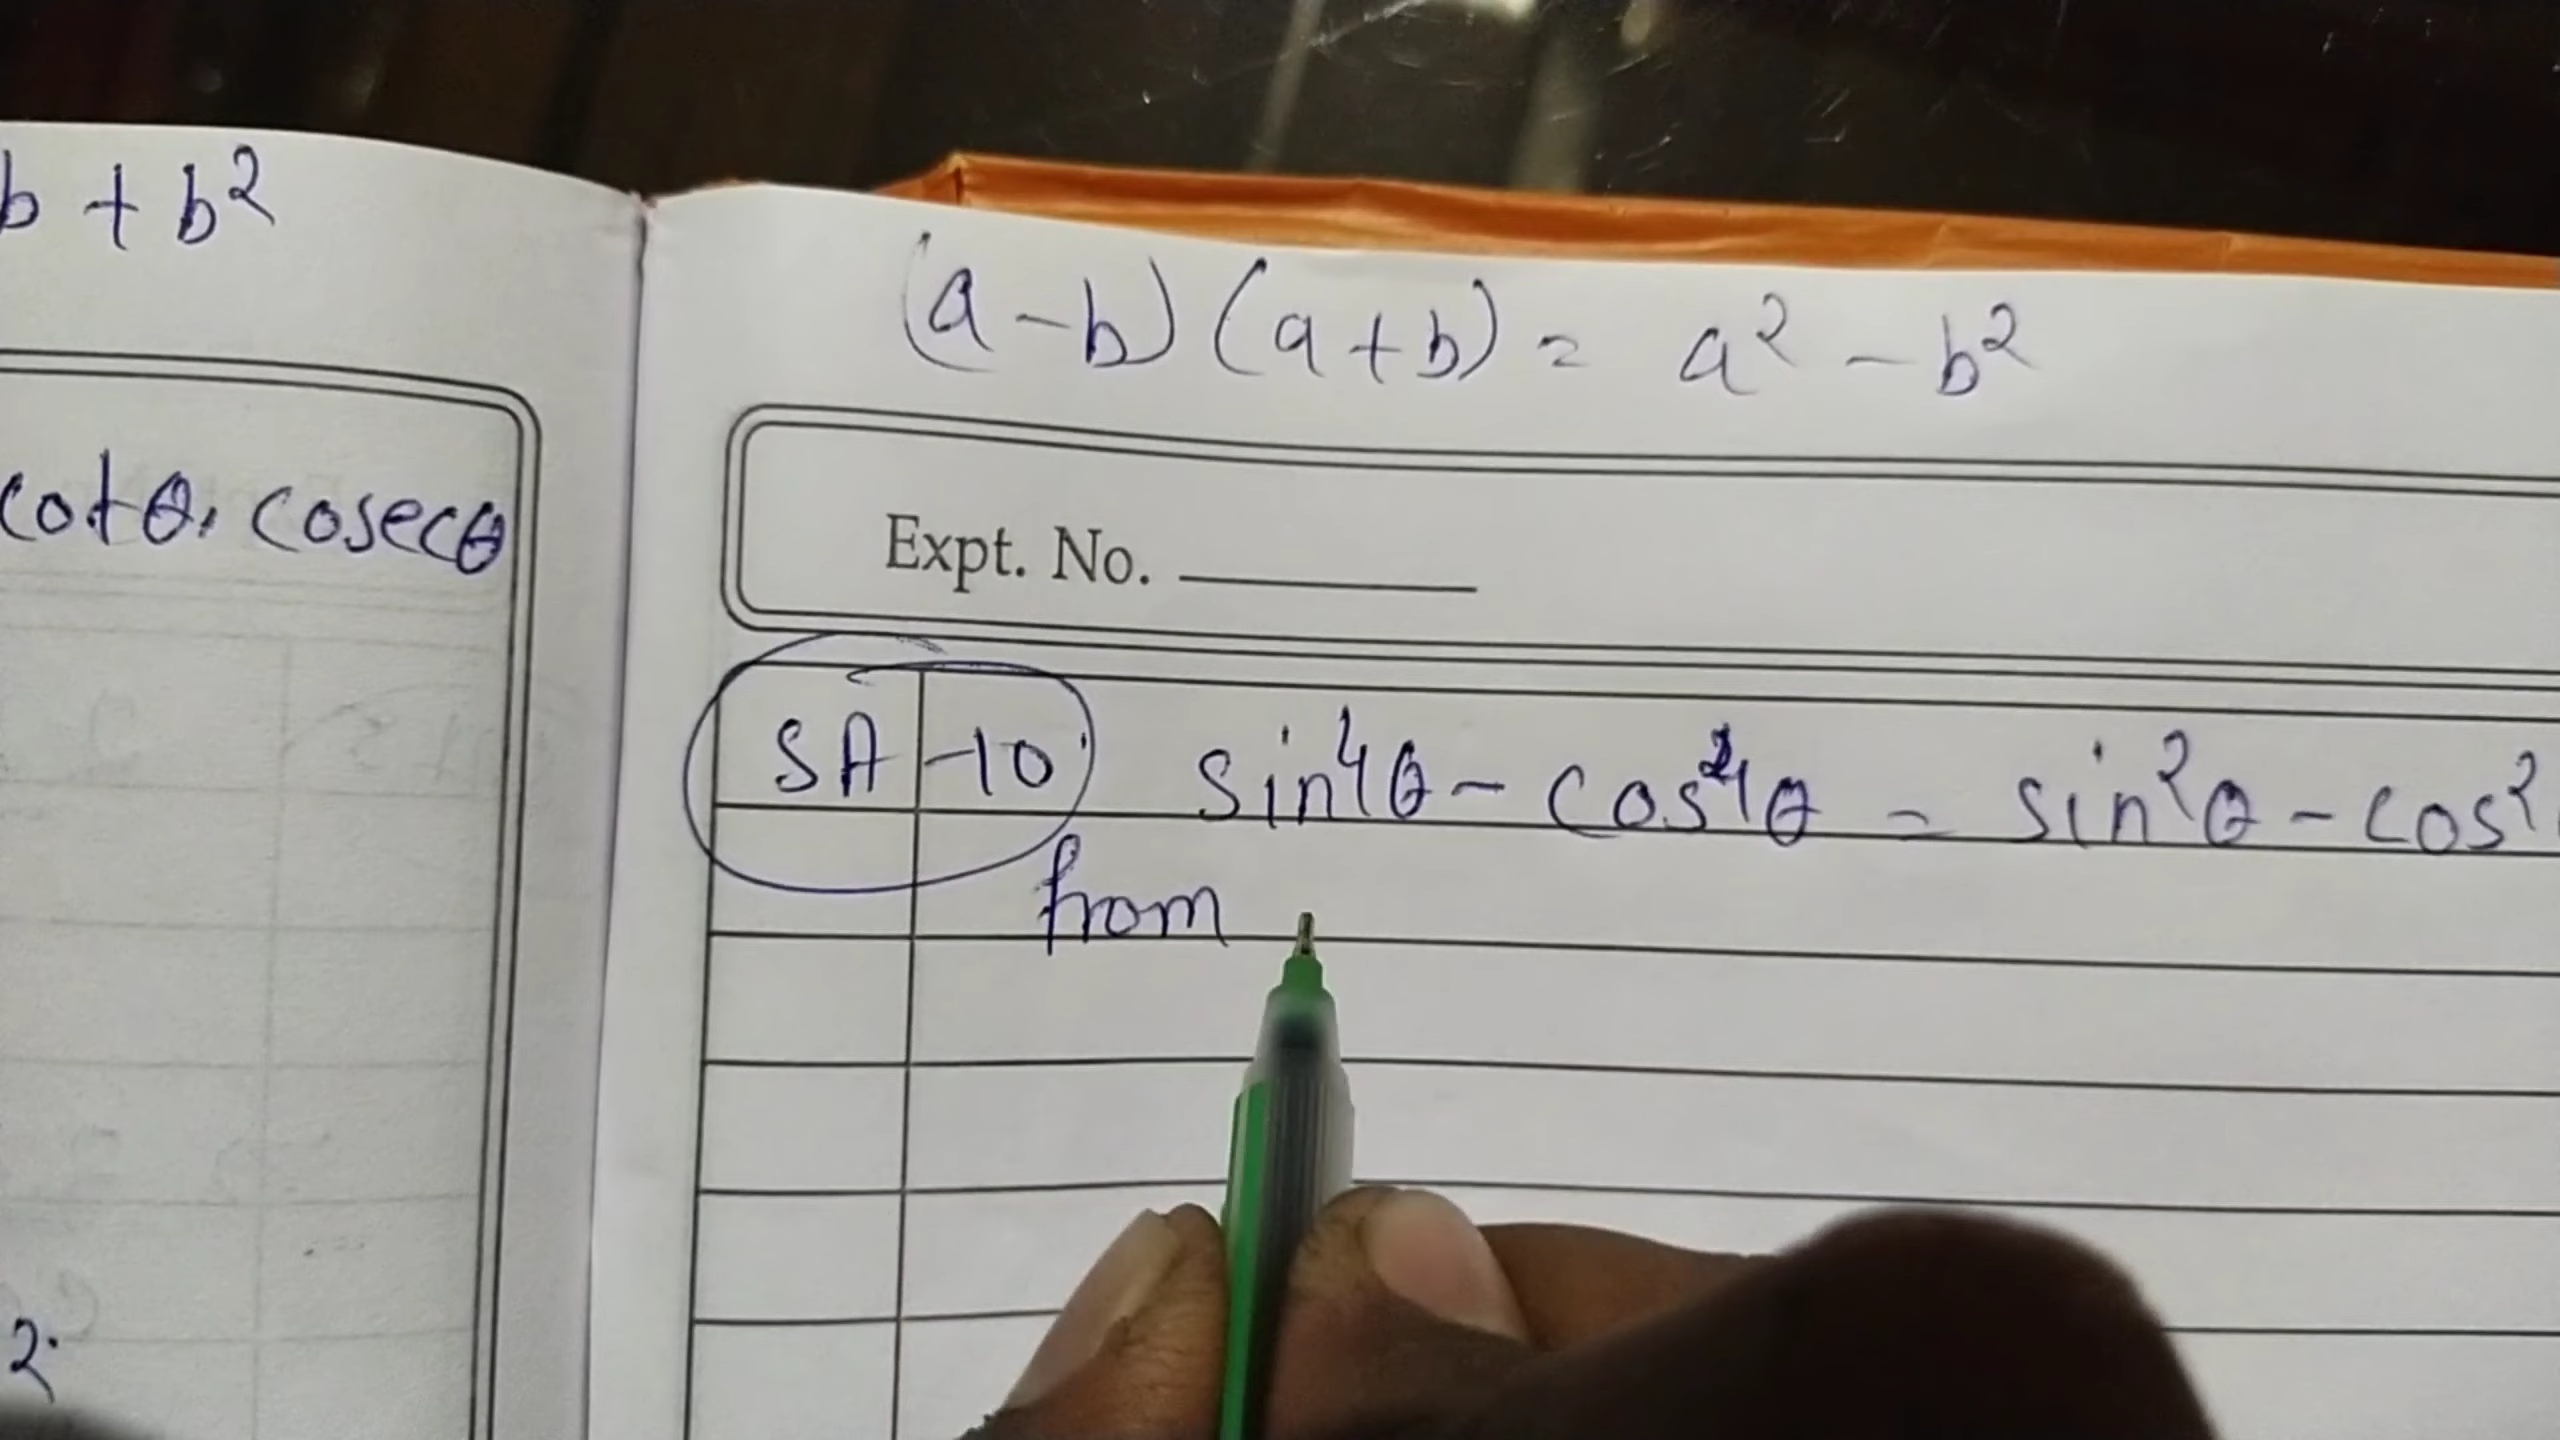 b + b²
cotθ. cosecθ
2.
(a-b)(a+b) = a² - b²
Expt. No.
SA-10 sin⁴θ - cos⁴θ = sin²θ - cos²
from